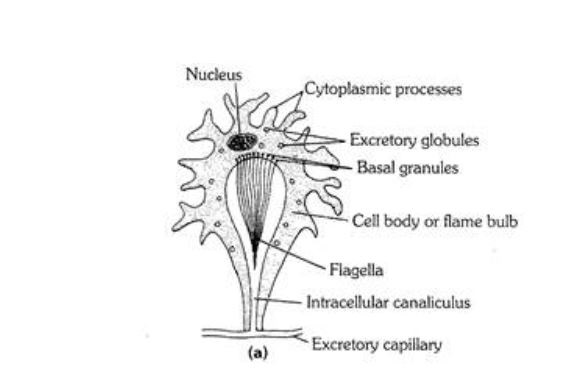 Nucleus
Cytoplasmic processes
Excretory globules
Basal granules
Cell body or flame bulb
Flagella
Intracellular canaliculus
Excretory capillary
(a)